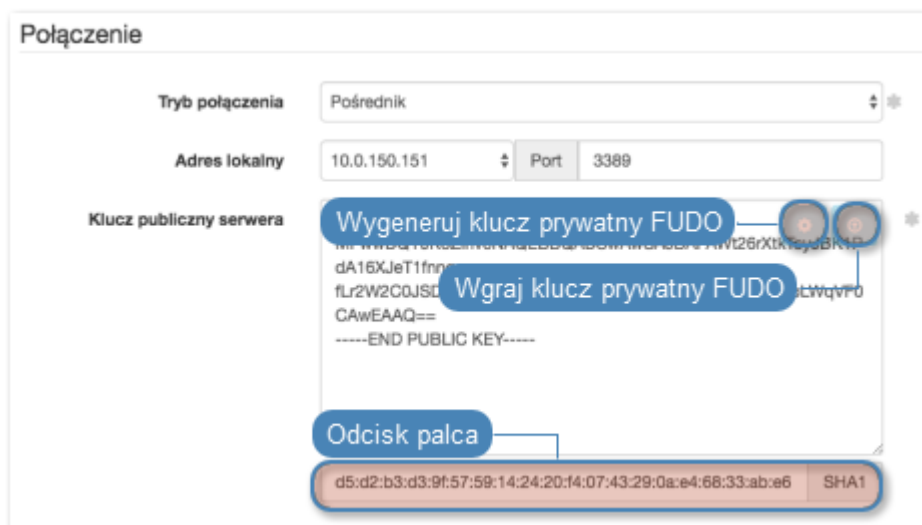 Połączenie
Tryb połączenia
Pośrednik
Adres lokalny
10.0.150.151
Port
3389
Klucz publiczny serwera
Wygeneruj klucz prywatny FUDO
dA16XJeT1fnn
Wgraj klucz prywatny FUDO
fLr2W2C0JSD
CAwEAAQ==
-----END PUBLIC KEY-----
Odcisk palca
d5:d2:b3:d3:9f:57:59:14:24:20:f4:07:43:29:0a:e4:68:33:ab:e6 SHA1